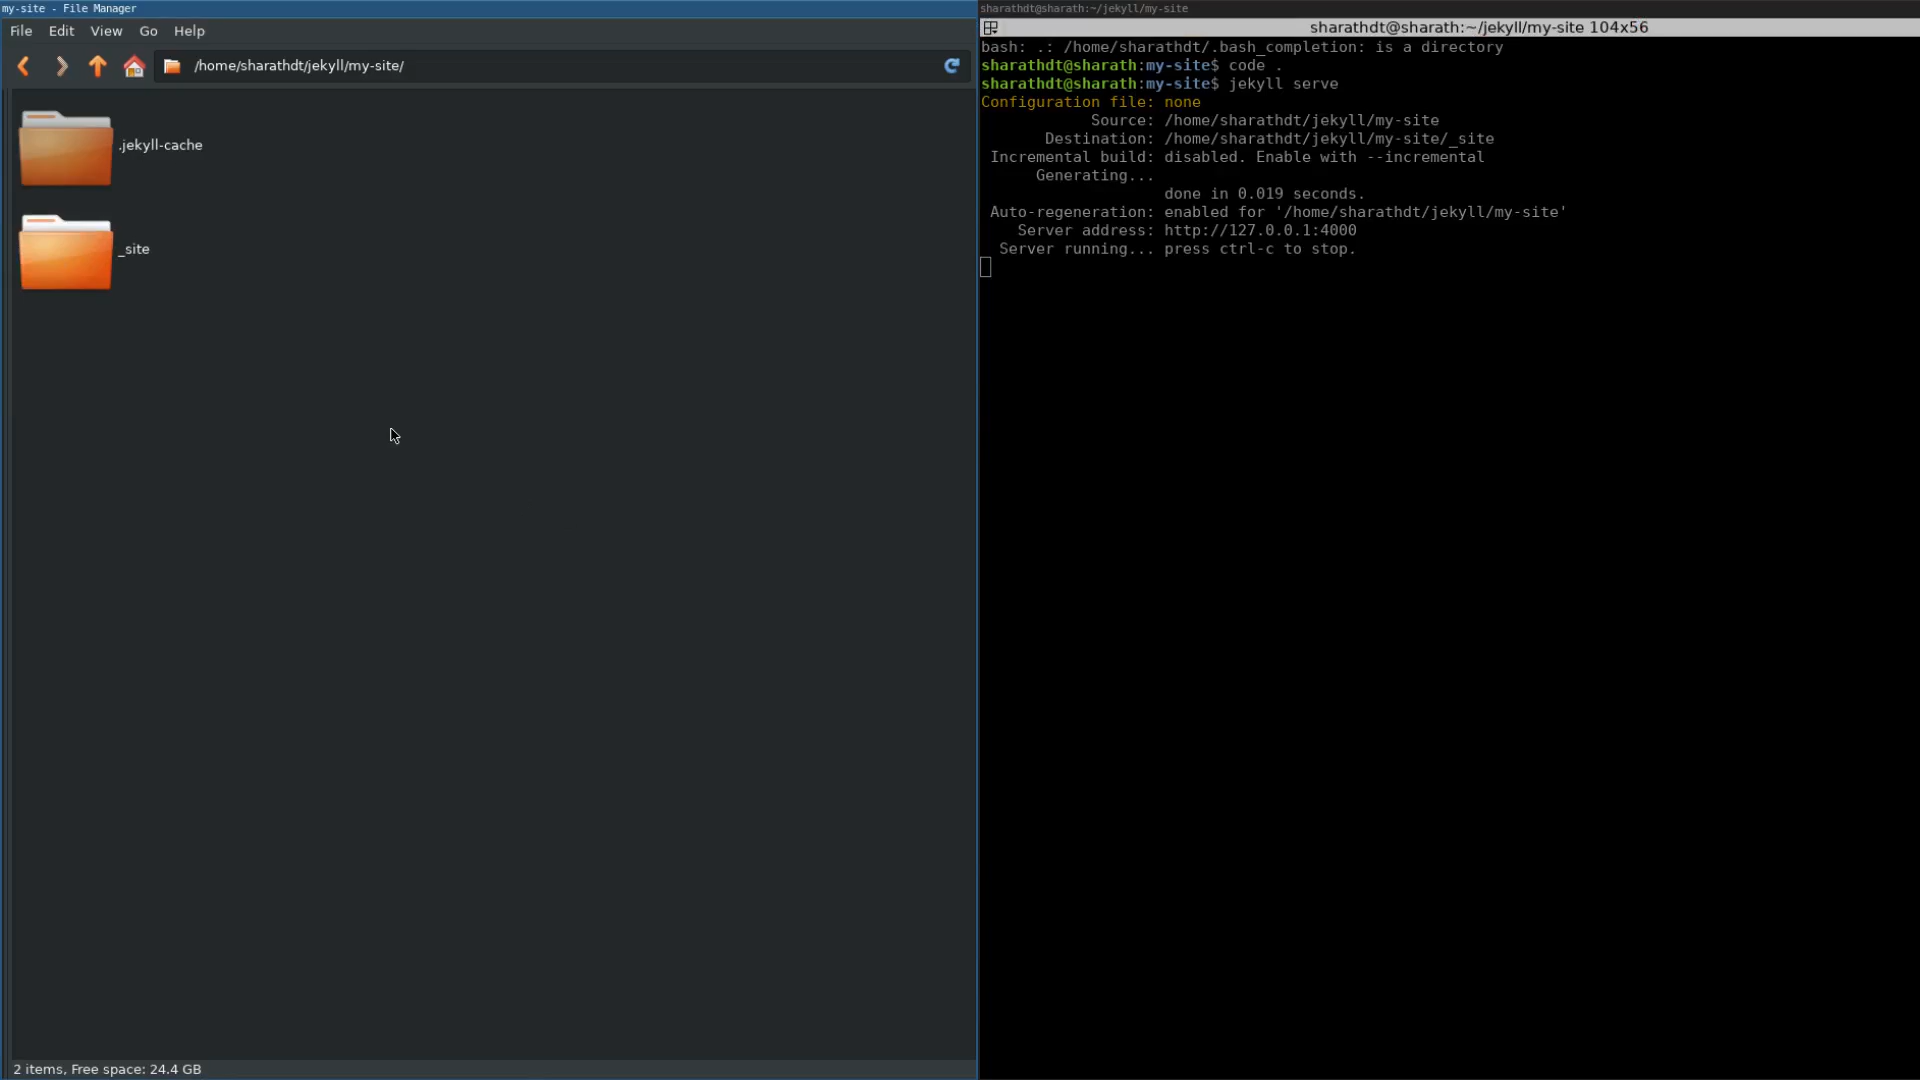 my-site - File Manager
File Edit View Go Help
/home/sharathdt/jekyll/my-site/
.jekyll-cache
_site
2 items, Free space: 24.4 GB
sharathdt@sharath:~/jekyll/my-site
sharathdt@sharath:~/jekyll/my-site 104x56
bash: .: /home/sharathdt/.bash_completion: is a directory
sharathdt@sharath:my-site$ code .
sharathdt@sharath:my-site$ jekyll serve
Configuration file: none
Source: /home/sharathdt/jekyll/my-site
Destination: /home/sharathdt/jekyll/my-site/_site
Incremental build: disabled. Enable with --incremental
Generating...
done in 0.019 seconds.
Auto-regeneration: enabled for '/home/sharathdt/jekyll/my-site'
Server address: http://127.0.0.1:4000
Server running... press ctrl-c to stop.